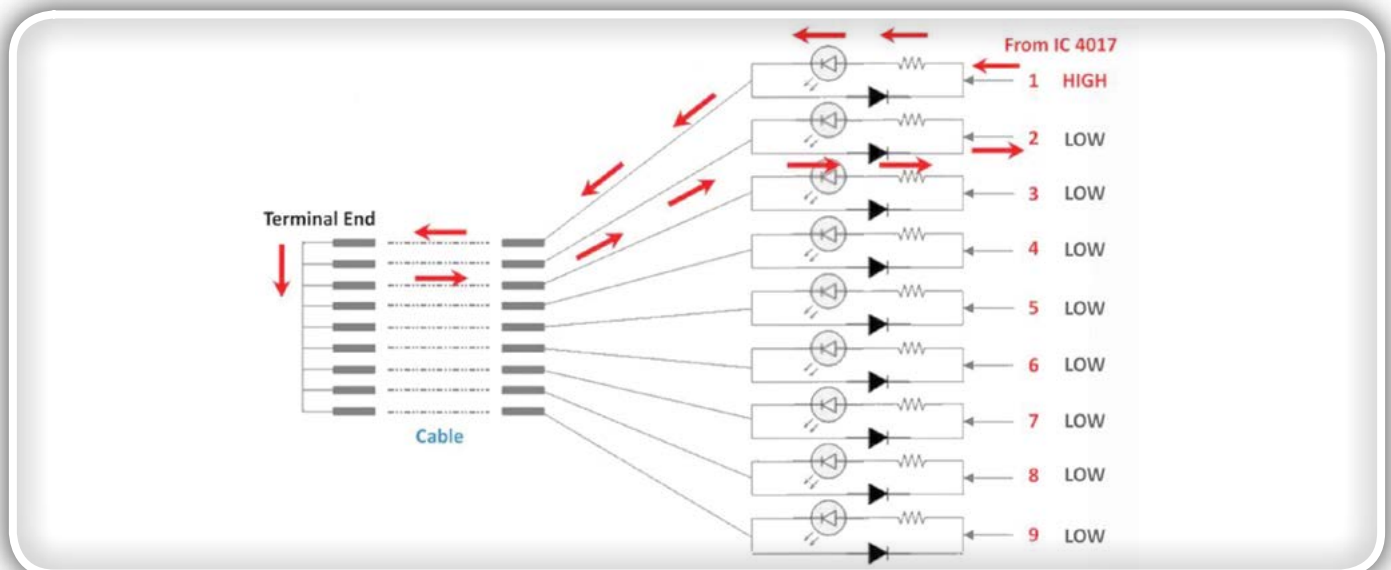 From IC 4017
1 HIGH
2 LOW
3 LOW
Terminal End
4 LOW
5 LOW
6 LOW
7 LOW
Cable
8 LOW
9 LOW